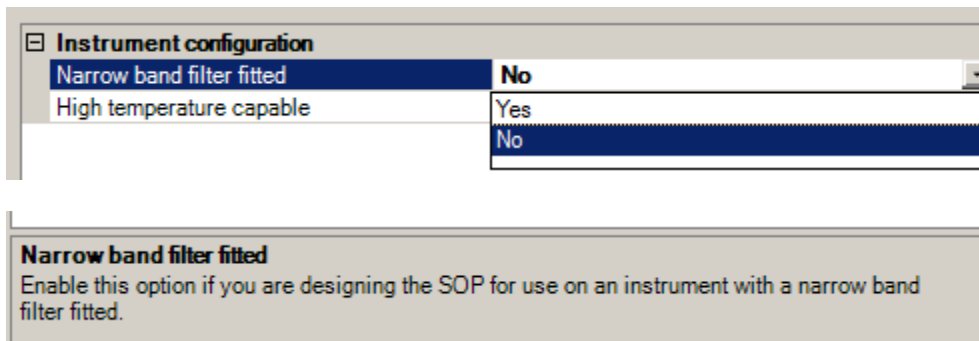 Instrument configuration
Narrow band filter fitted No
High temperature capable Yes
No
Narrow band filter fitted
Enable this option if you are designing the SOP for use on an instrument with a narrow band
filter fitted.